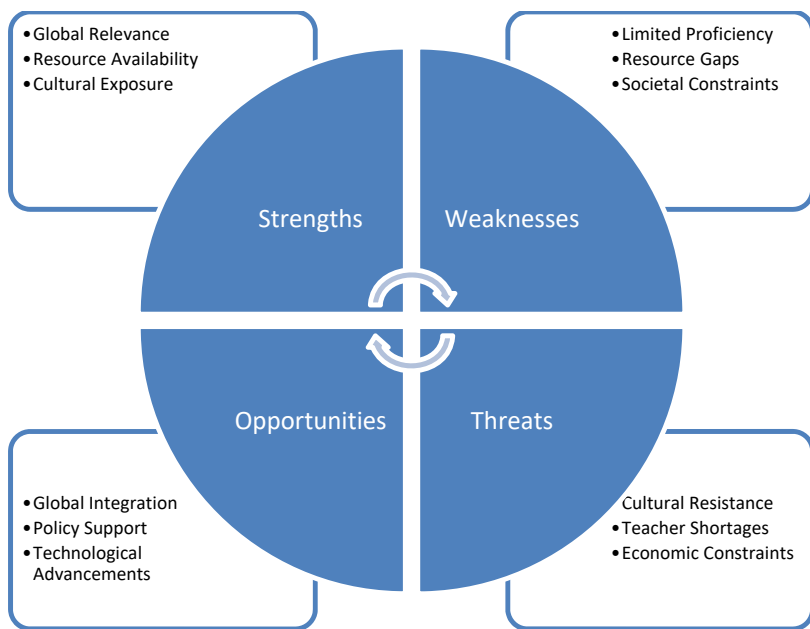 •Global Relevance
•Resource Availability
•Cultural Exposure
•Limited Proficiency
•Resource Gaps
•Societal Constraints
Strengths
Weaknesses
Opportunities
Threats
•Global Integration
•Policy Support
•Technological
Advancements
Cultural Resistance
•Teacher Shortages
•Economic Constraints